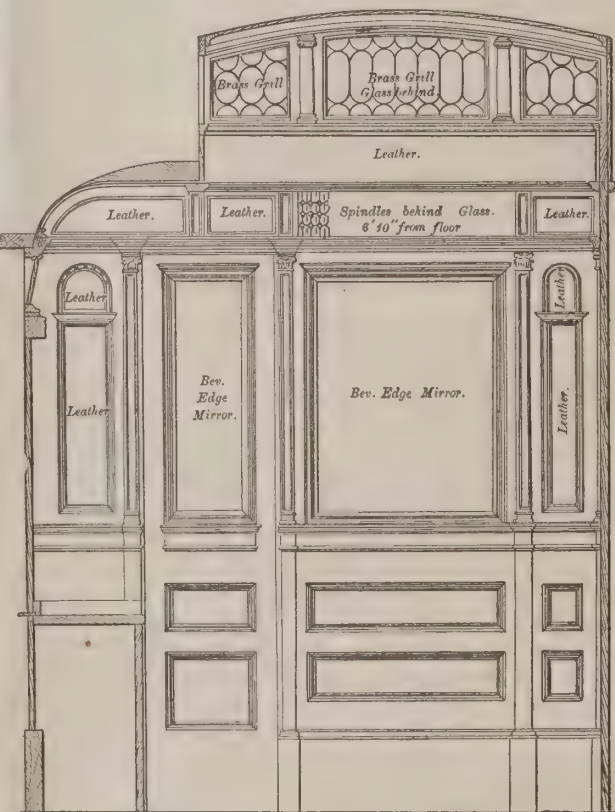 Brass Grill
Brass Grill
Glass behind.
Leather.
Leather.
Leather.
Spindles behind Glass.
6'10" from floor
Leather.
Leather
Leather
Bev.
Edge
Mirror.
Bev. Edge Mirror.
Leather
Leather.